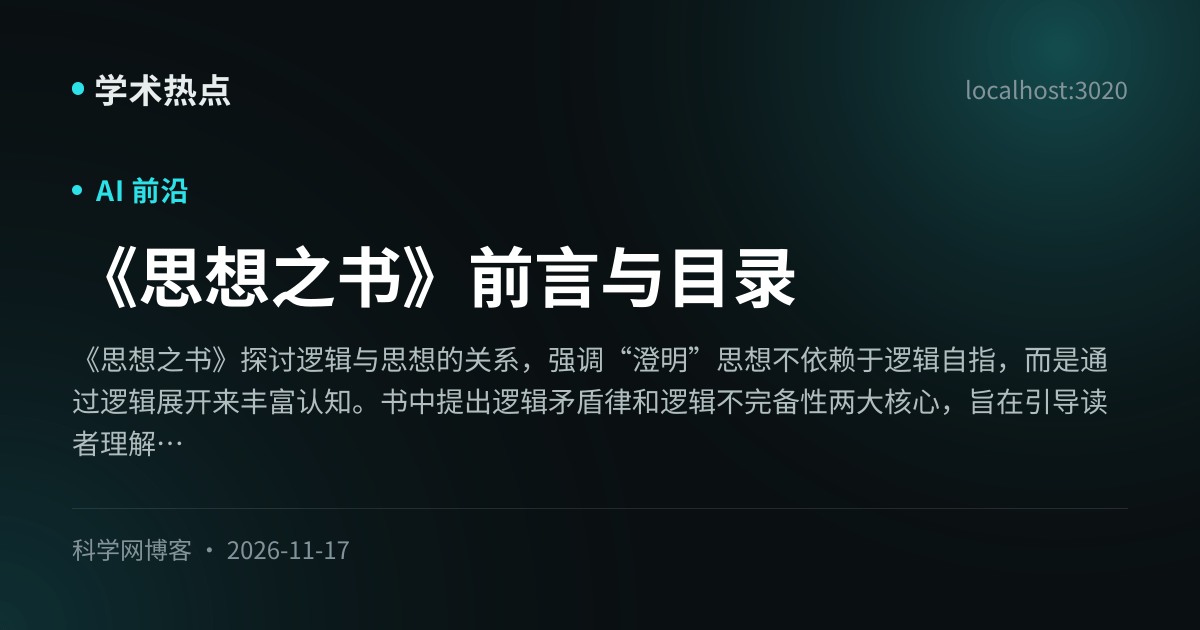 学术热点
localhost:3020
AI 前沿
《思想之书》前言与目录
《思想之书》探讨逻辑与思想的关系，强调“澄明”思想不依赖于逻辑自指，而是通
过逻辑展开来丰富认知。书中提出逻辑矛盾律和逻辑不完备性两大核心，旨在引导读
者理解…
科学网博客 · 2026-11-17